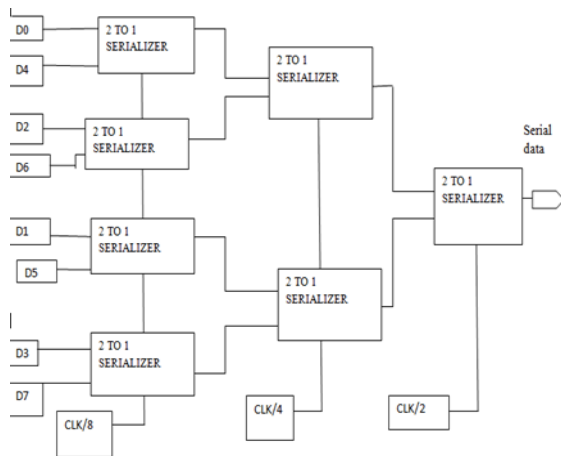 D0
D4
2 TO 1
SERIALIZER
D2
D6
2 TO 1
SERIALIZER
D1
D5
2 TO 1
SERIALIZER
D3
D7
2 TO 1
SERIALIZER
CLK/8
2 TO 1
SERIALIZER
2 TO 1
SERIALIZER
CLK/4
2 TO 1
SERIALIZER
CLK/2
Serial
data